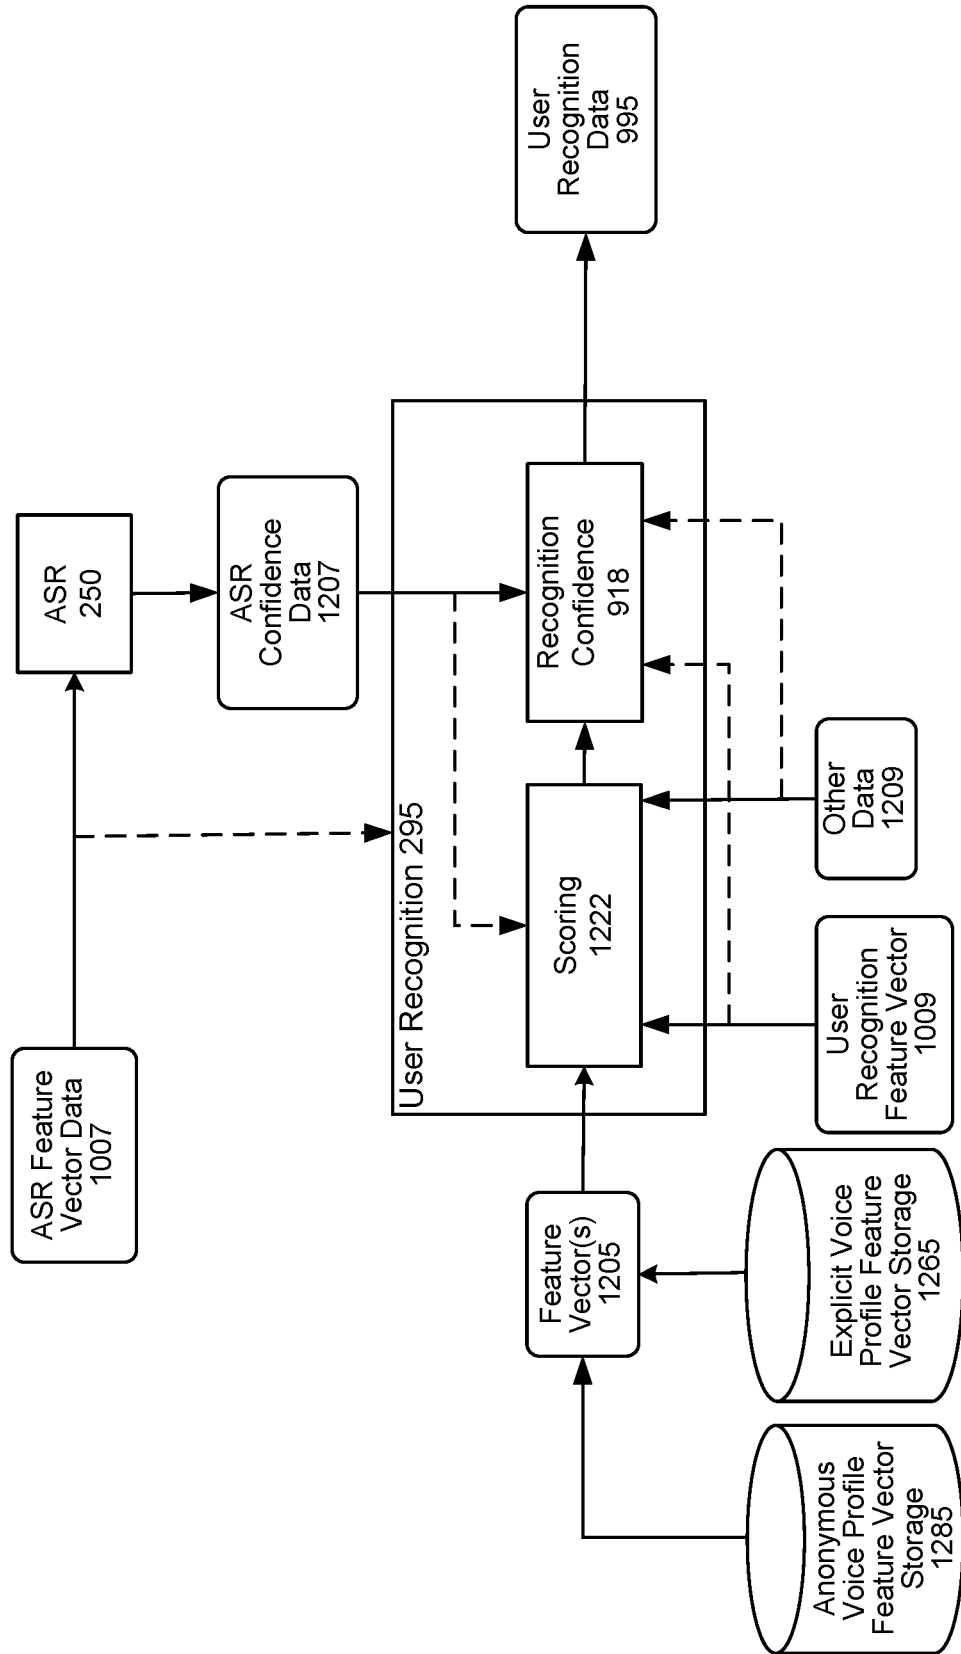 ASR Feature
Vector Data
1007
ASR
250
ASR
Confidence
Data
1207
User Recognition 295
Feature
Vector(s)
1205
Scoring
1222
Recognition
Confidence
918
User
Recognition
Data
995
Anonymous
Voice Profile
Feature Vector
Storage
1285
Explicit Voice
Profile Feature
Vector Storage
1265
User
Recognition
Feature Vector
1009
Other
Data
1209